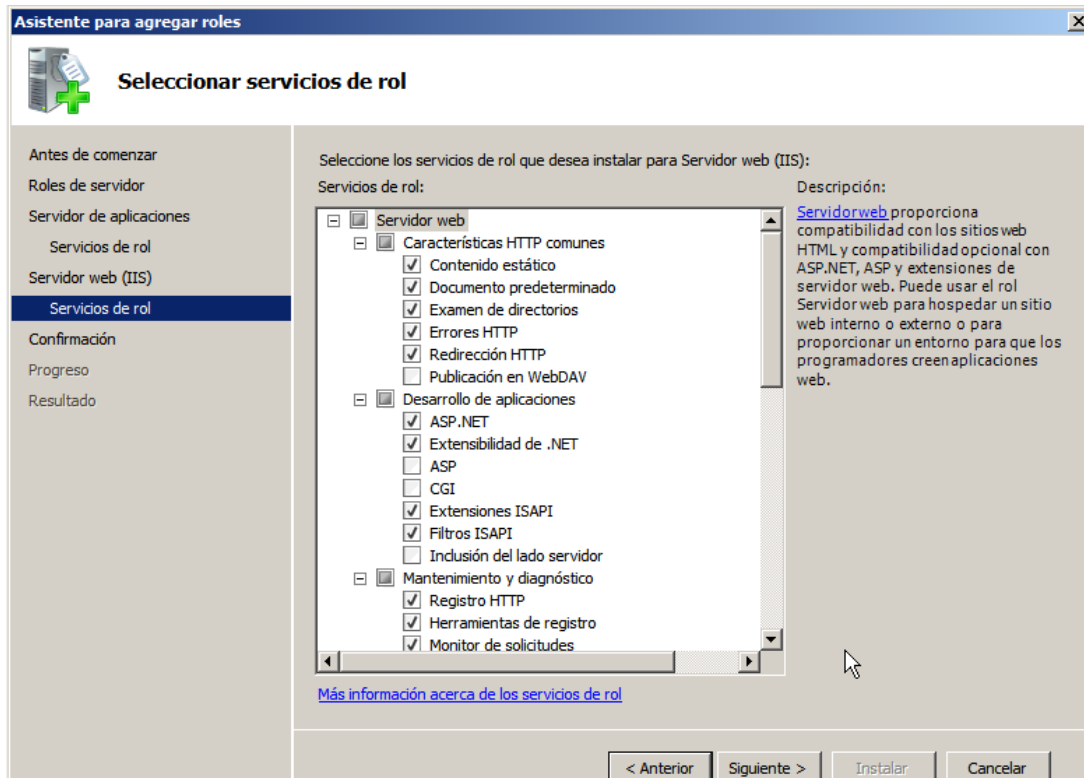 Asistente para agregar roles
Seleccionar servicios de rol
Antes de comenzar
Roles de servidor
Servidor de aplicaciones
Servicios de rol
Servidor web (IIS)
Servicios de rol
Confirmación
Progreso
Resultado
Seleccione los servicios de rol que desea instalar para Servidor web (IIS):
Servicios de rol:
Servidor web
Características HTTP comunes
Contenido estático
Documento predeterminado
Examen de directorios
Errores HTTP
Redirección HTTP
Publicación en WebDAV
Desarrollo de aplicaciones
ASP.NET
Extensibilidad de .NET
ASP
CGI
Extensiones ISAPI
Filtros ISAPI
Inclusión del lado servidor
Mantenimiento y diagnóstico
Registro HTTP
Herramientas de registro
Monitor de solicitudes
Más información acerca de los servicios de rol
Descripción:
Servidor web proporciona
compatibilidad con los sitios web
HTML y compatibilidad opcional con
ASP.NET, ASP y extensiones de
servidor web. Puede usar el rol
Servidor web para hospedar un sitio
web interno o externo o para
proporcionar un entorno para que los
programadores creen aplicaciones
web.
< Anterior
Siguiente >
Instalar
Cancelar